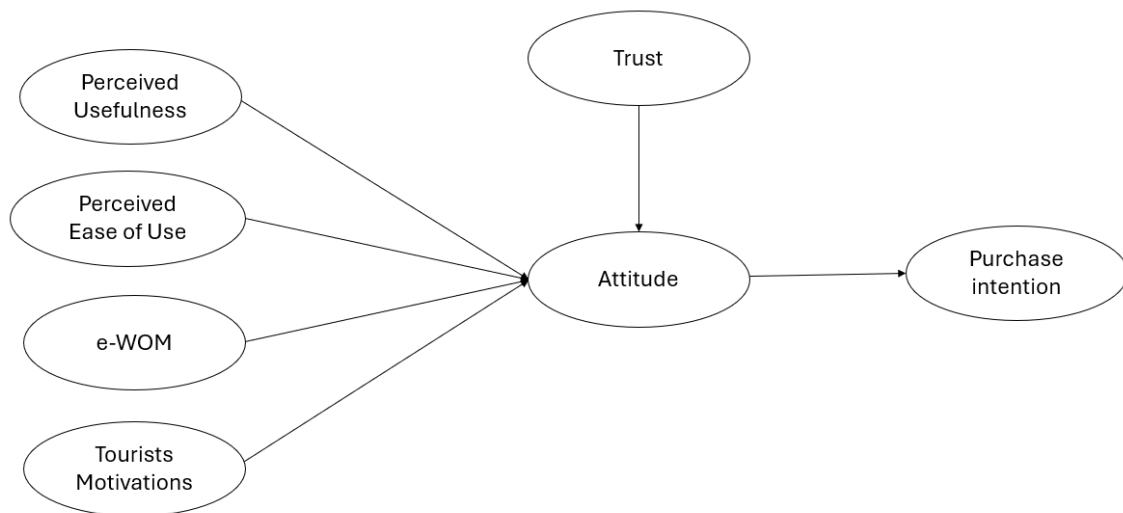 Perceived
Usefulness
Perceived
Ease of Use
e-WOM
Tourists
Motivations
Trust
Attitude
Purchase
intention